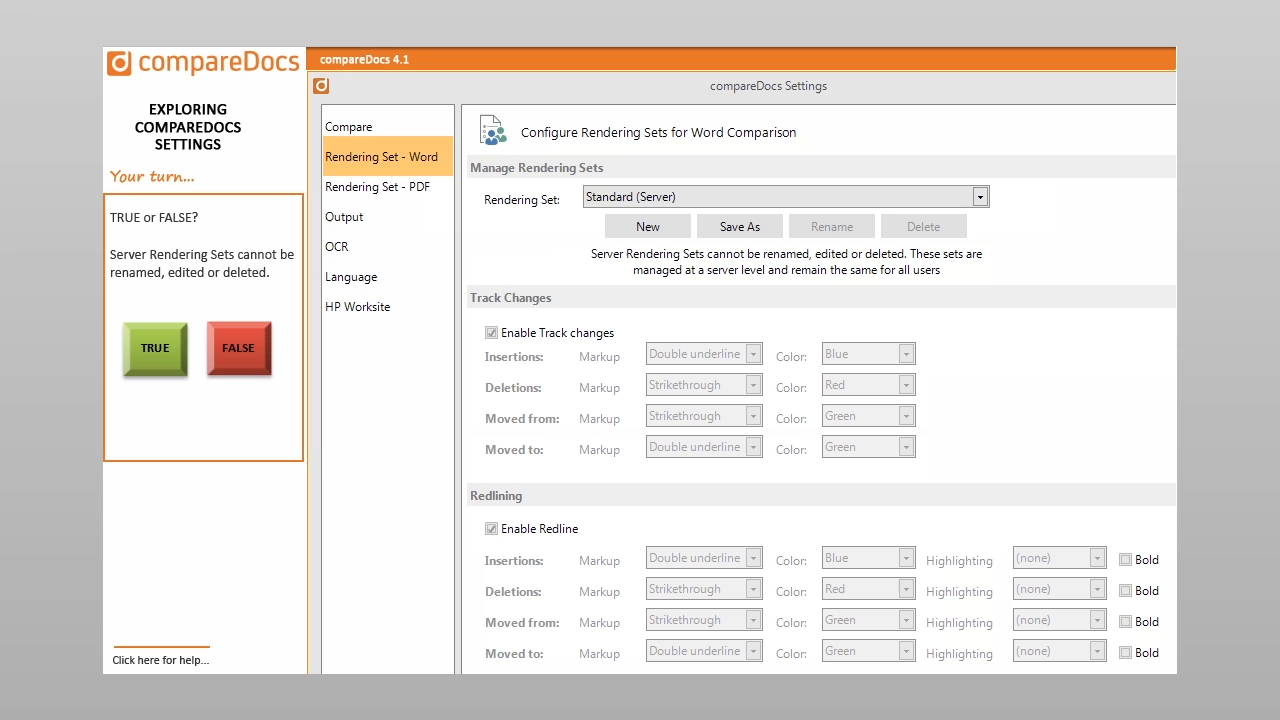 compareDocs
EXPLORING
COMPAREDOCS
SETTINGS
Your turn...
TRUE or FALSE?
Server Rendering Sets cannot be
renamed, edited or deleted.
TRUE
FALSE
Click here for help...
compareDocs 4.1
compareDocs Settings
Compare
Rendering Set - Word
Rendering Set - PDF
Output
OCR
Language
HP Worksite
Configure Rendering Sets for Word Comparison
Manage Rendering Sets
Rendering Set: Standard (Server)
New Save As Rename Delete
Server Rendering Sets cannot be renamed, edited or deleted. These sets are
managed at a server level and remain the same for all users
Track Changes
Enable Track changes
Insertions: Markup Double underline Color: Blue
Deletions: Markup Strikethrough Color: Red
Moved from: Markup Strikethrough Color: Green
Moved to: Markup Double underline Color: Green
Redlining
Enable Redline
Insertions: Markup Double underline Color: Blue Highlighting (none) Bold
Deletions: Markup Strikethrough Color: Red Highlighting (none) Bold
Moved from: Markup Strikethrough Color: Green Highlighting (none) Bold
Moved to: Markup Double underline Color: Green Highlighting (none) Bold